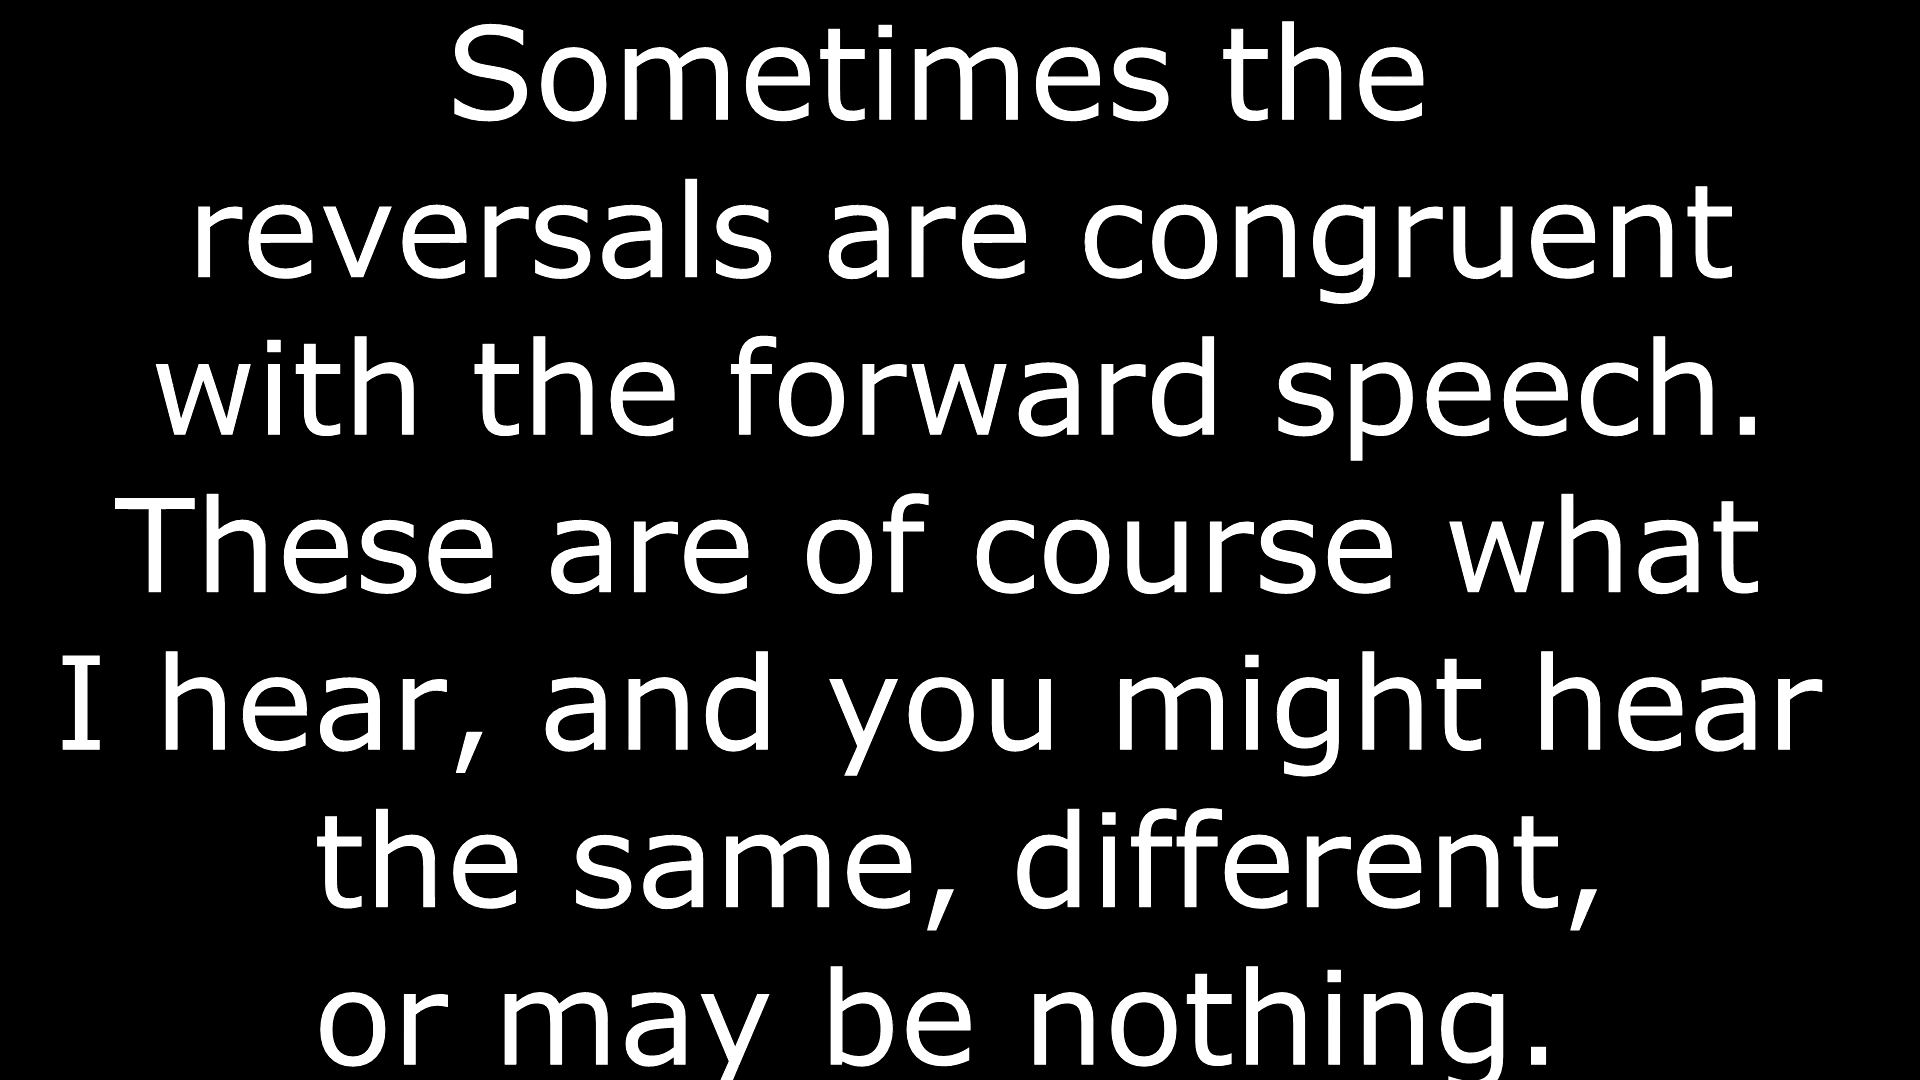 Sometimes the
reversals are congruent
with the forward speech.
These are of course what
I hear, and you might hear
the same, different,
or may be nothing.